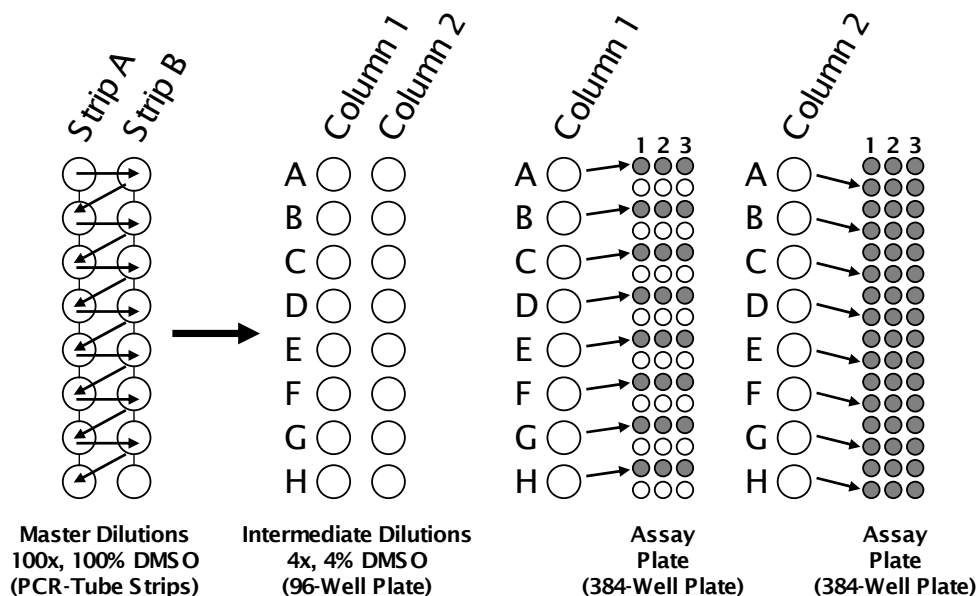 Strip A
Strip B
Column 1
Column 2
Column 1
Column 2
1 2 3
1 2 3
A
B
C
D
E
F
G
H
A
B
C
D
E
F
G
H
A
B
C
D
E
F
G
H
Master Dilutions
100x, 100% DMSO
(PCR-Tube Strips)
Intermediate Dilutions
4x, 4% DMSO
(96-Well Plate)
Assay
Plate
(384-Well Plate)
Assay
Plate
(384-Well Plate)